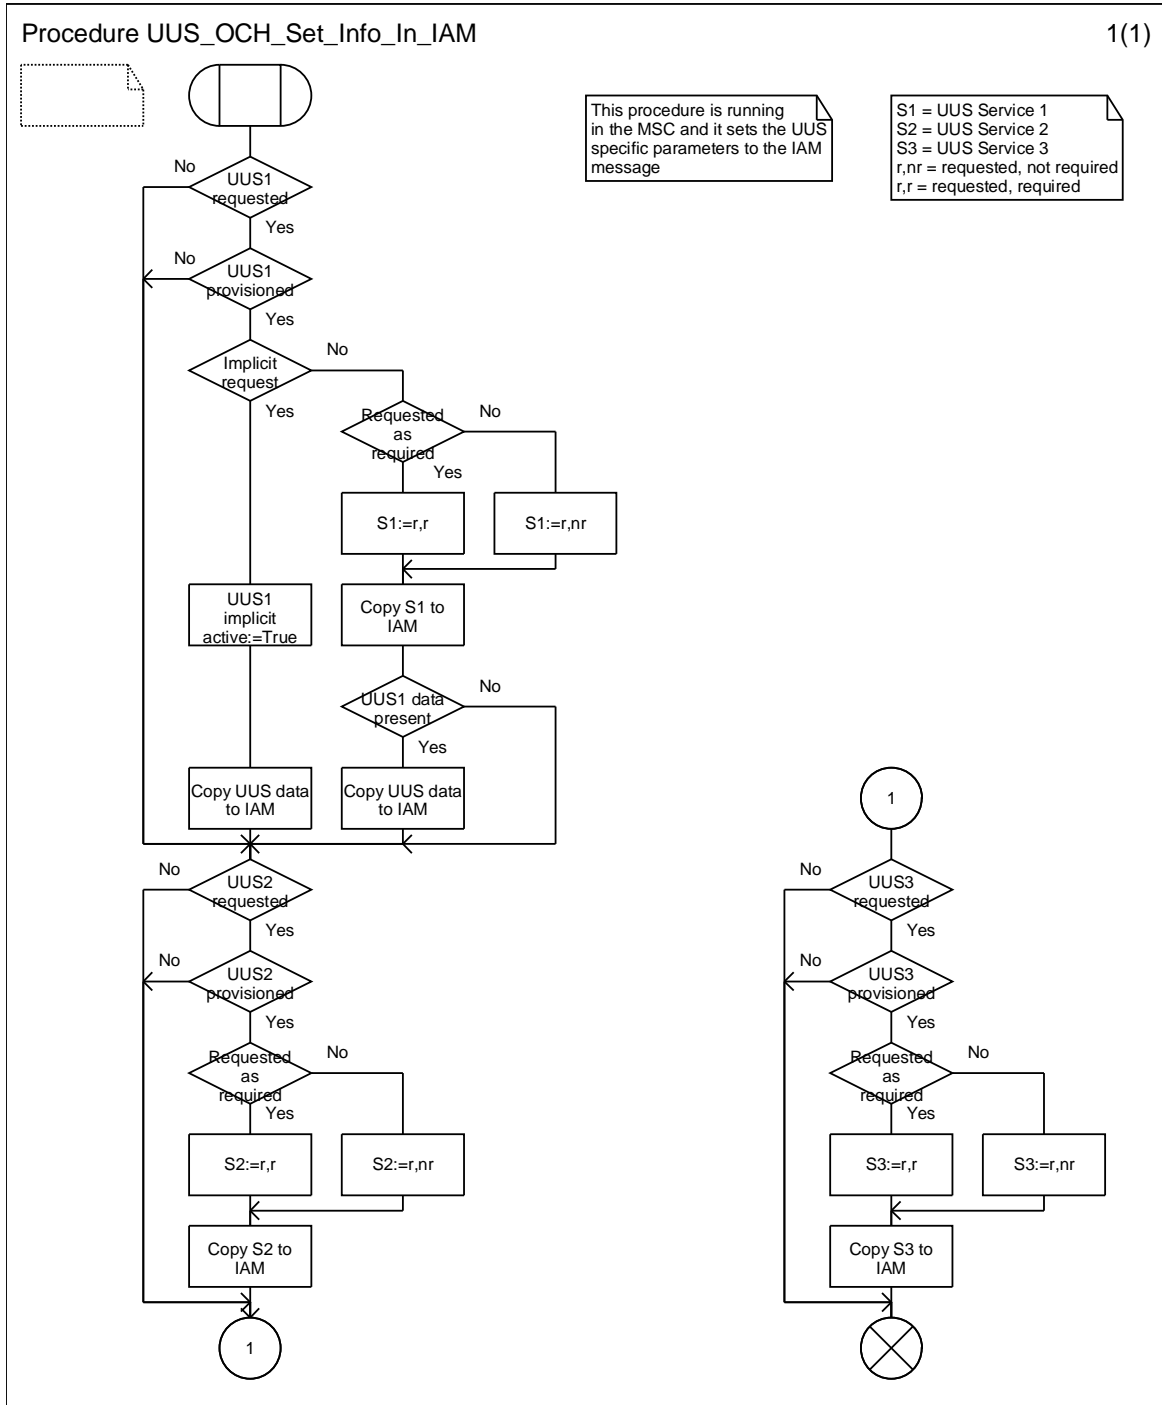 Procedure UUS_OCH_Set_Info_In_IAM
1(1)
This procedure is running
in the MSC and it sets the UUS
specific parameters to the IAM
message
S1 = UUS Service 1
S2 = UUS Service 2
S3 = UUS Service 3
r,nr = requested, not required
r,r = requested, required
No
UUS1
requested
Yes
No
UUS1
provisioned
Yes
Implicit
request
No
Yes
Requested
as
required
No
Yes
S1:=r,r
S1:=r,nr
UUS1
implicit
active:=True
Copy S1 to
IAM
UUS1 data
present
No
Yes
Copy UUS data
to IAM
Copy UUS data
to IAM
No
UUS2
requested
Yes
No
UUS2
provisioned
Yes
Requested
as
required
No
Yes
S2:=r,r
S2:=r,nr
Copy S2 to
IAM
1
1
No
UUS3
requested
Yes
No
UUS3
provisioned
Yes
Requested
as
required
No
Yes
S3:=r,r
S3:=r,nr
Copy S3 to
IAM